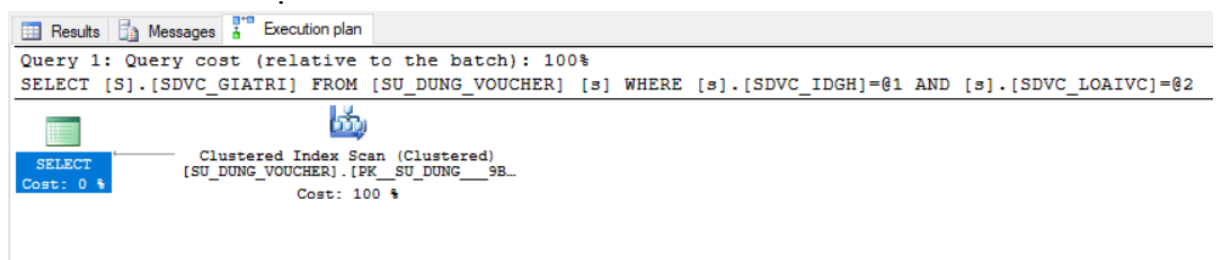 Results Messages Execution plan
Query 1: Query cost (relative to the batch): 100%
SELECT [S].[SDVC_GIATRI] FROM [SU_DUNG_VOUCHER] [s] WHERE [s].[SDVC_IDGH]=@1 AND [s].[SDVC_LOAIVC]=@2
SELECT
Cost: 0 %
Clustered Index Scan (Clustered)
[SU_DUNG_VOUCHER].[PK__SU_DUNG___9B…
Cost: 100 %